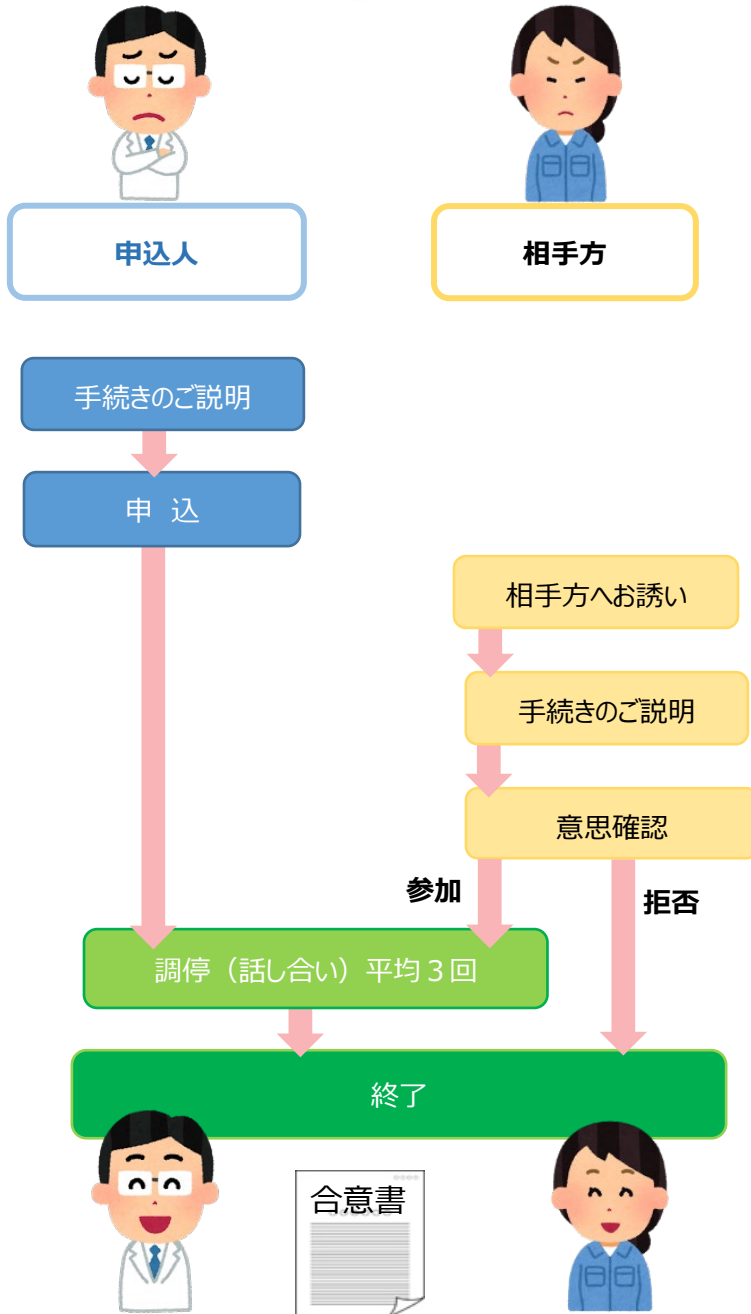 申込人
相手方
手続きのご説明
申 込
相手方へお誘い
手続きのご説明
意思確認
参加
拒否
調停（話し合い）平均３回
終了
合意書